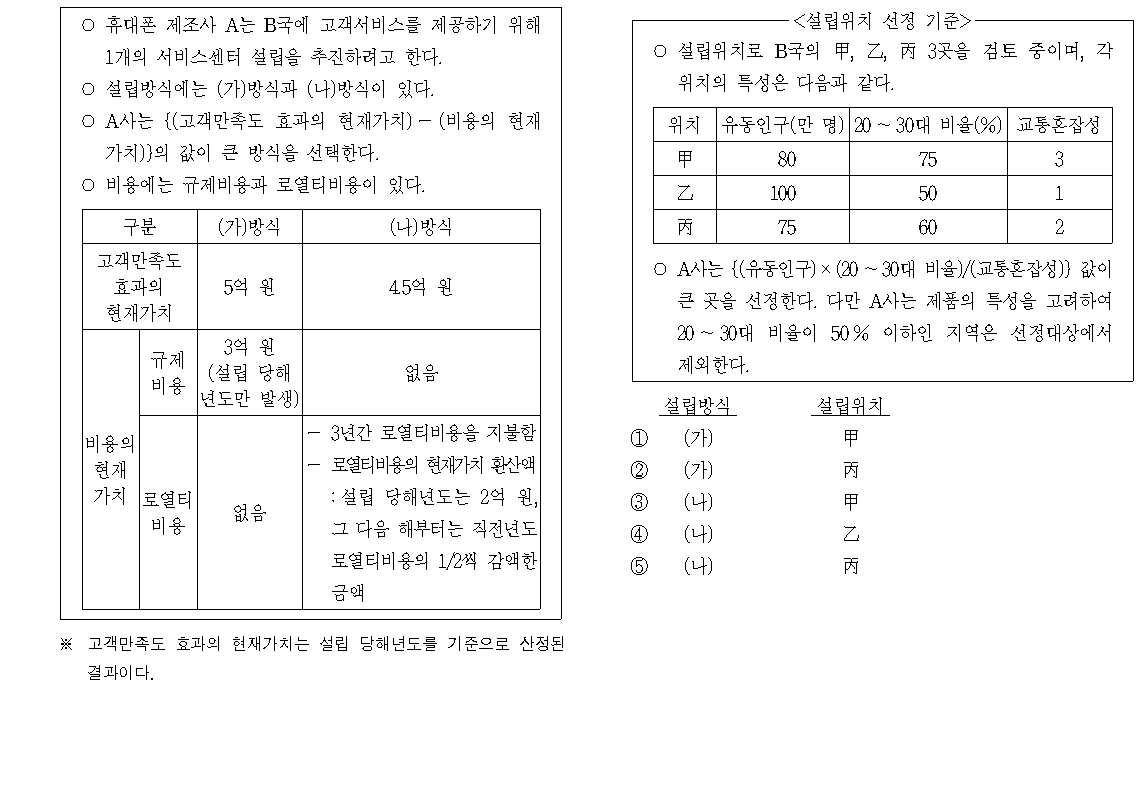 ○ 휴대폰 제조사 A는 B국에 고객서비스를 제공하기 위해
1개의 서비스센터 설립을 추진하려고 한다.
○ 설립방식에는 (가)방식과 (나)방식이 있다.
○ A사는 {(고객만족도 효과의 현재가치) - (비용의 현재
가치)}의 값이 큰 방식을 선택한다.
○ 비용에는 규제비용과 로열티비용이 있다.
구분 (가)방식 (나)방식
고객만족도
효과의
현재가치
5억 원 4.5억 원
비용의
현재
가치
규제
비용
3억 원
(설립 당해
년도만 발생)
없음
로열티
비용
없음
- 3년간 로열티비용을 지불함
- 로열티비용의 현재가치 환산액
: 설립 당해년도는 2억 원,
그 다음 해부터는 직전년도
로열티비용의 1/2씩 감액한
금액
※ 고객만족도 효과의 현재가치는 설립 당해년도를 기준으로 산정된
결과이다.
<설립위치 선정 기준>
○ 설립위치로 B국의 甲, 乙, 丙 3곳을 검토 중이며, 각
위치의 특성은 다음과 같다.
위치 유동인구(만 명) 20 ~ 30대 비율(%) 교통혼잡성
甲 80 75 3
乙 100 50 1
丙 75 60 2
○ A사는 {(유동인구) × (20 ~ 30대 비율)/(교통혼잡성)} 값이
큰 곳을 선정한다. 다만 A사는 제품의 특성을 고려하여
20 ~ 30대 비율이 50 % 이하인 지역은 선정대상에서
제외한다.
설립방식 설립위치
① (가) 甲
② (가) 丙
③ (나) 甲
④ (나) 乙
⑤ (나) 丙